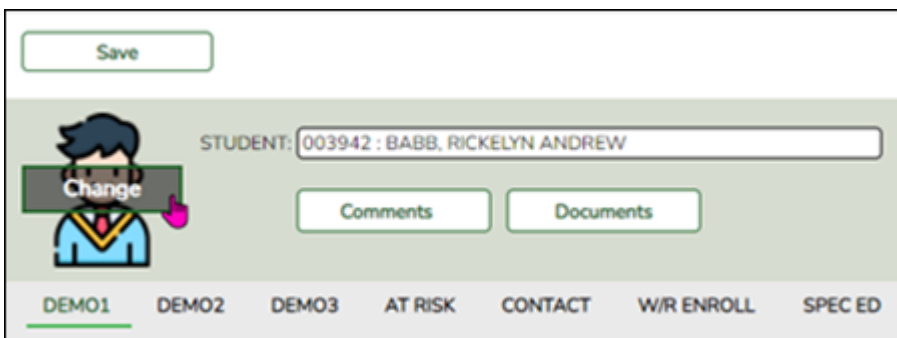 Save
STUDENT: 003942 : BABB, RICKELYN ANDREW
Change
Comments Documents
DEMO1 DEMO2 DEMO3 AT RISK CONTACT W/R ENROLL SPEC ED